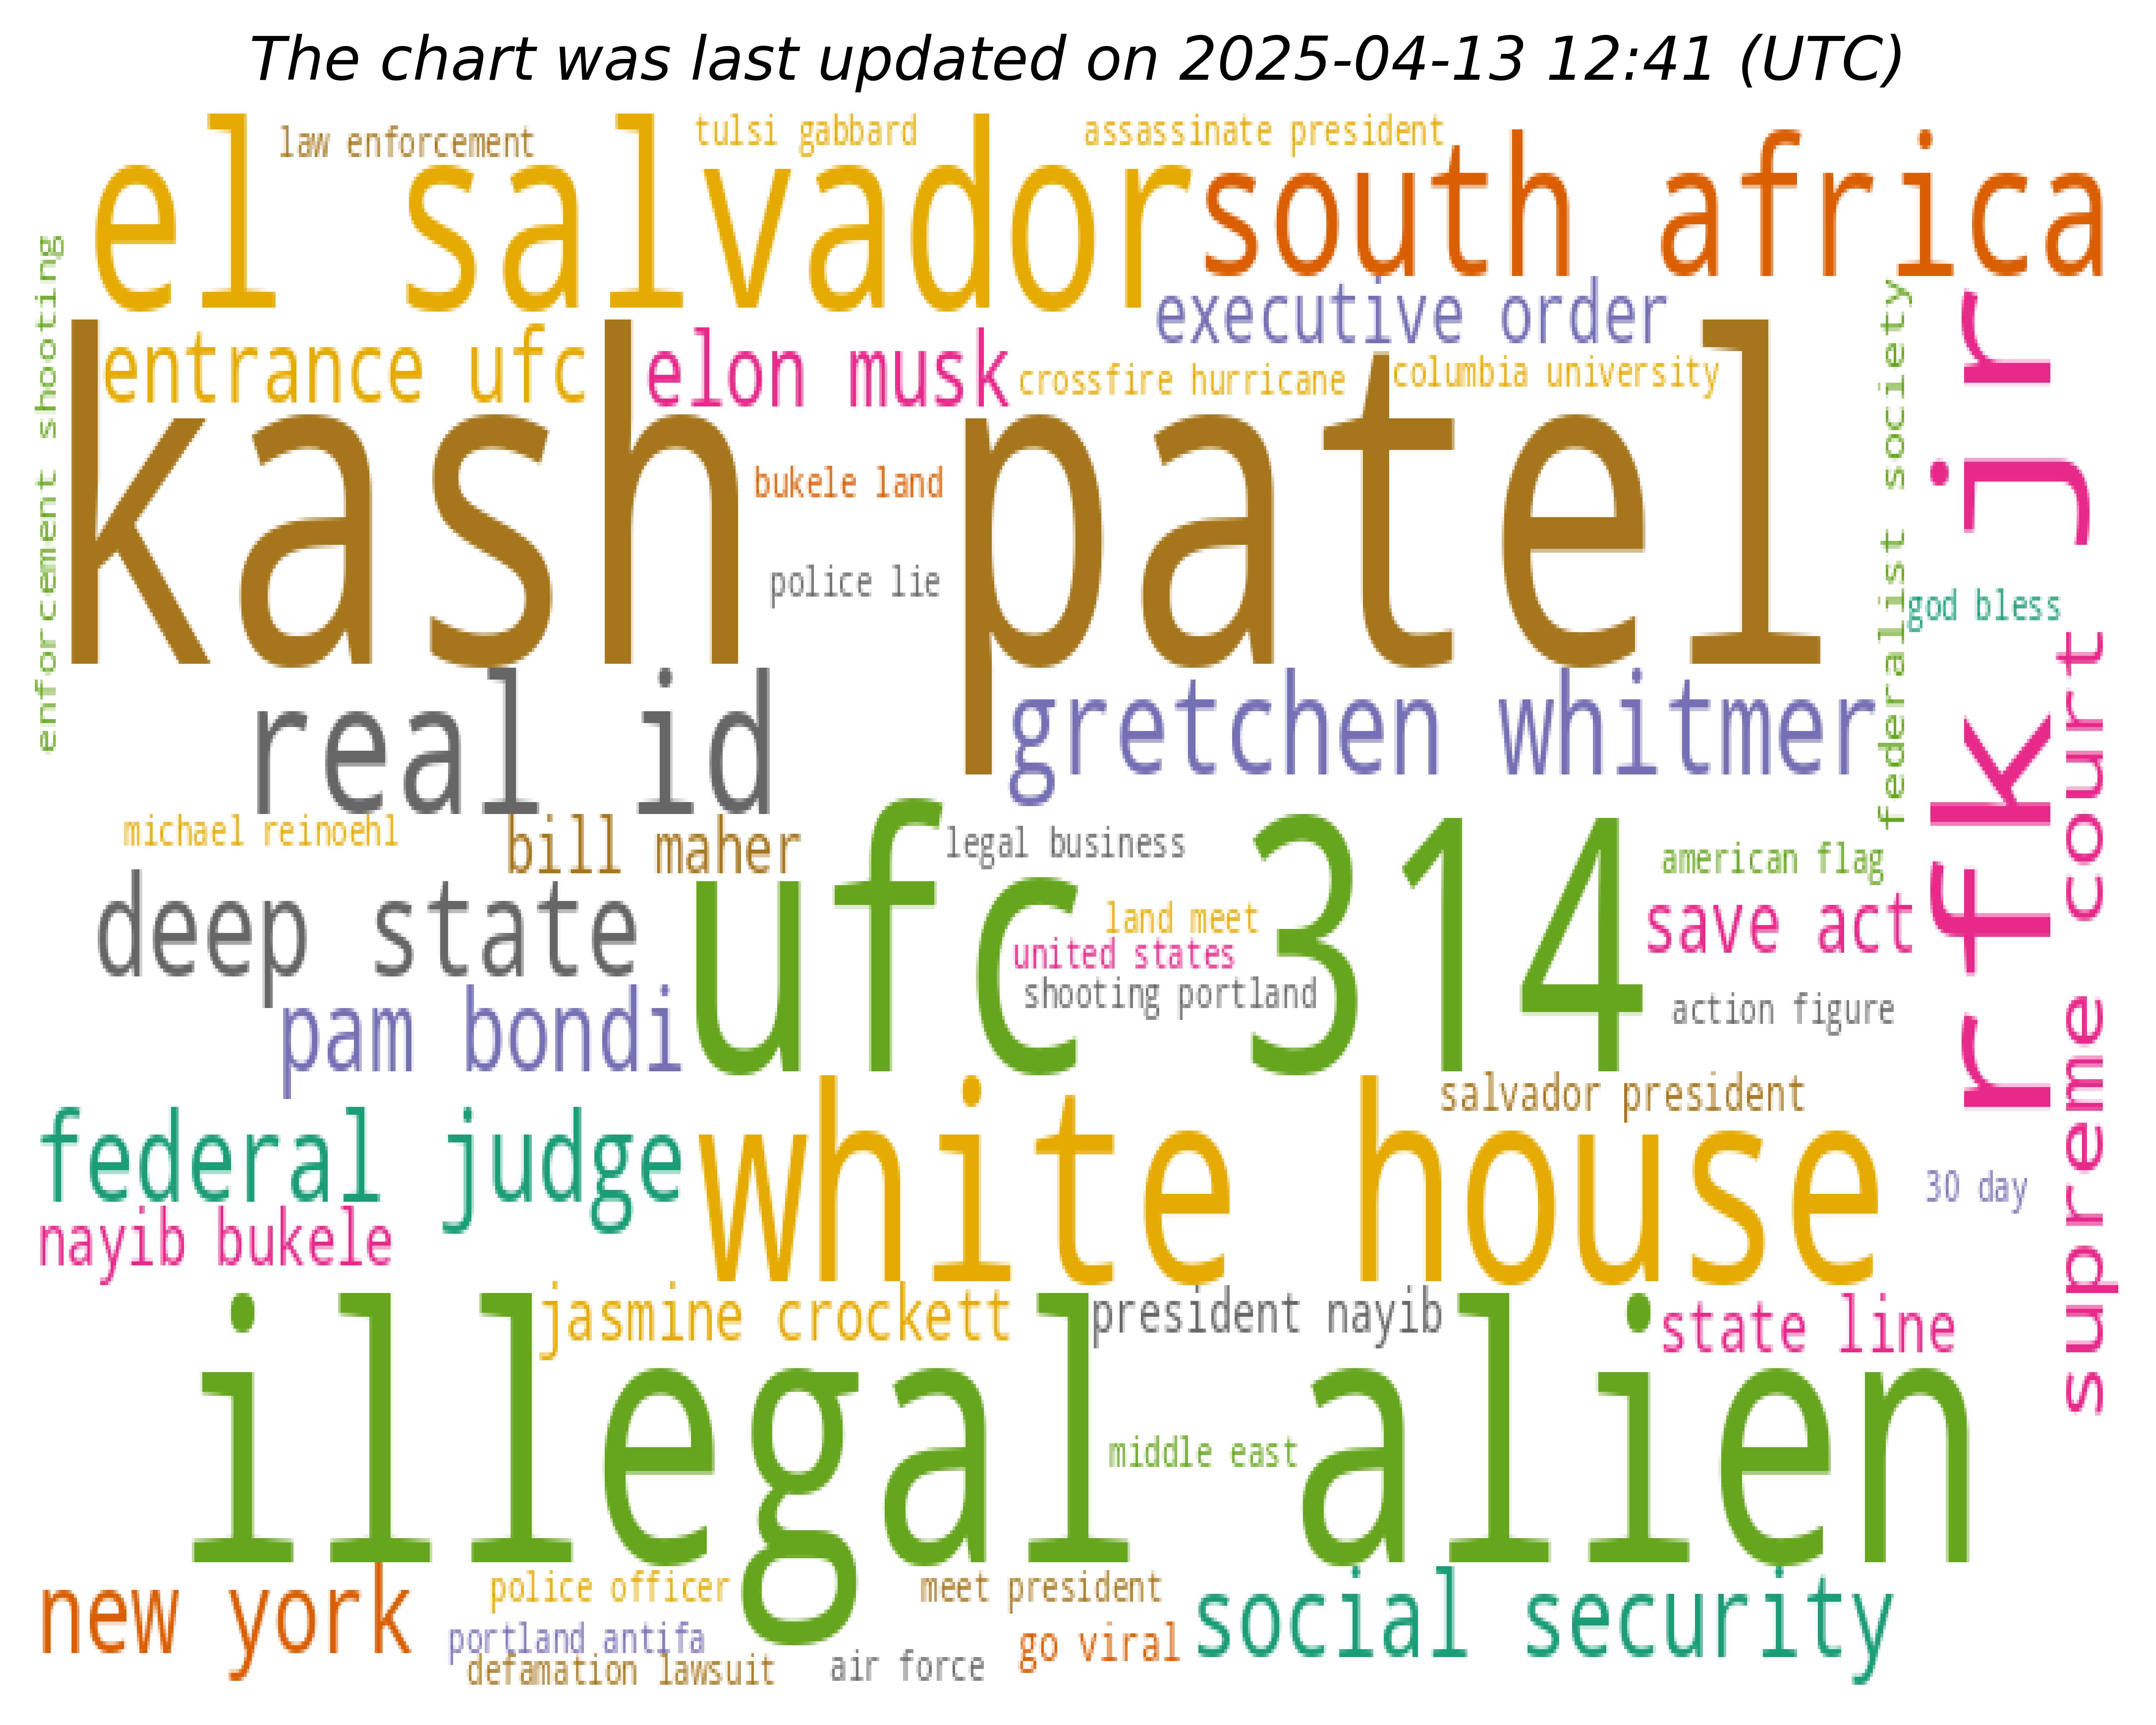 The chart was last updated on 2025-04-13 12:41 (UTC)
law enforcement
tulsi gabbard
assassinate president
el salvador
south africa
enforcement shooting
executive order
entrance ufc
elon musk
crossfire hurricane
columbia university
federalist society
rfk jr
kash patel
bukele land
police lie
god bless
supreme court
real id
gretchen whitmer
michael reinoehl
bill maher
legal business
american flag
deep state
ufc 314
land meet
united states
shooting portland
save act
action figure
pam bondi
salvador president
federal judge
white house
30 day
nayib bukele
jasmine crockett
president nayib
state line
illegal alien
middle east
new york
police officer
meet president
social security
portland antifa
go viral
defamation lawsuit
air force